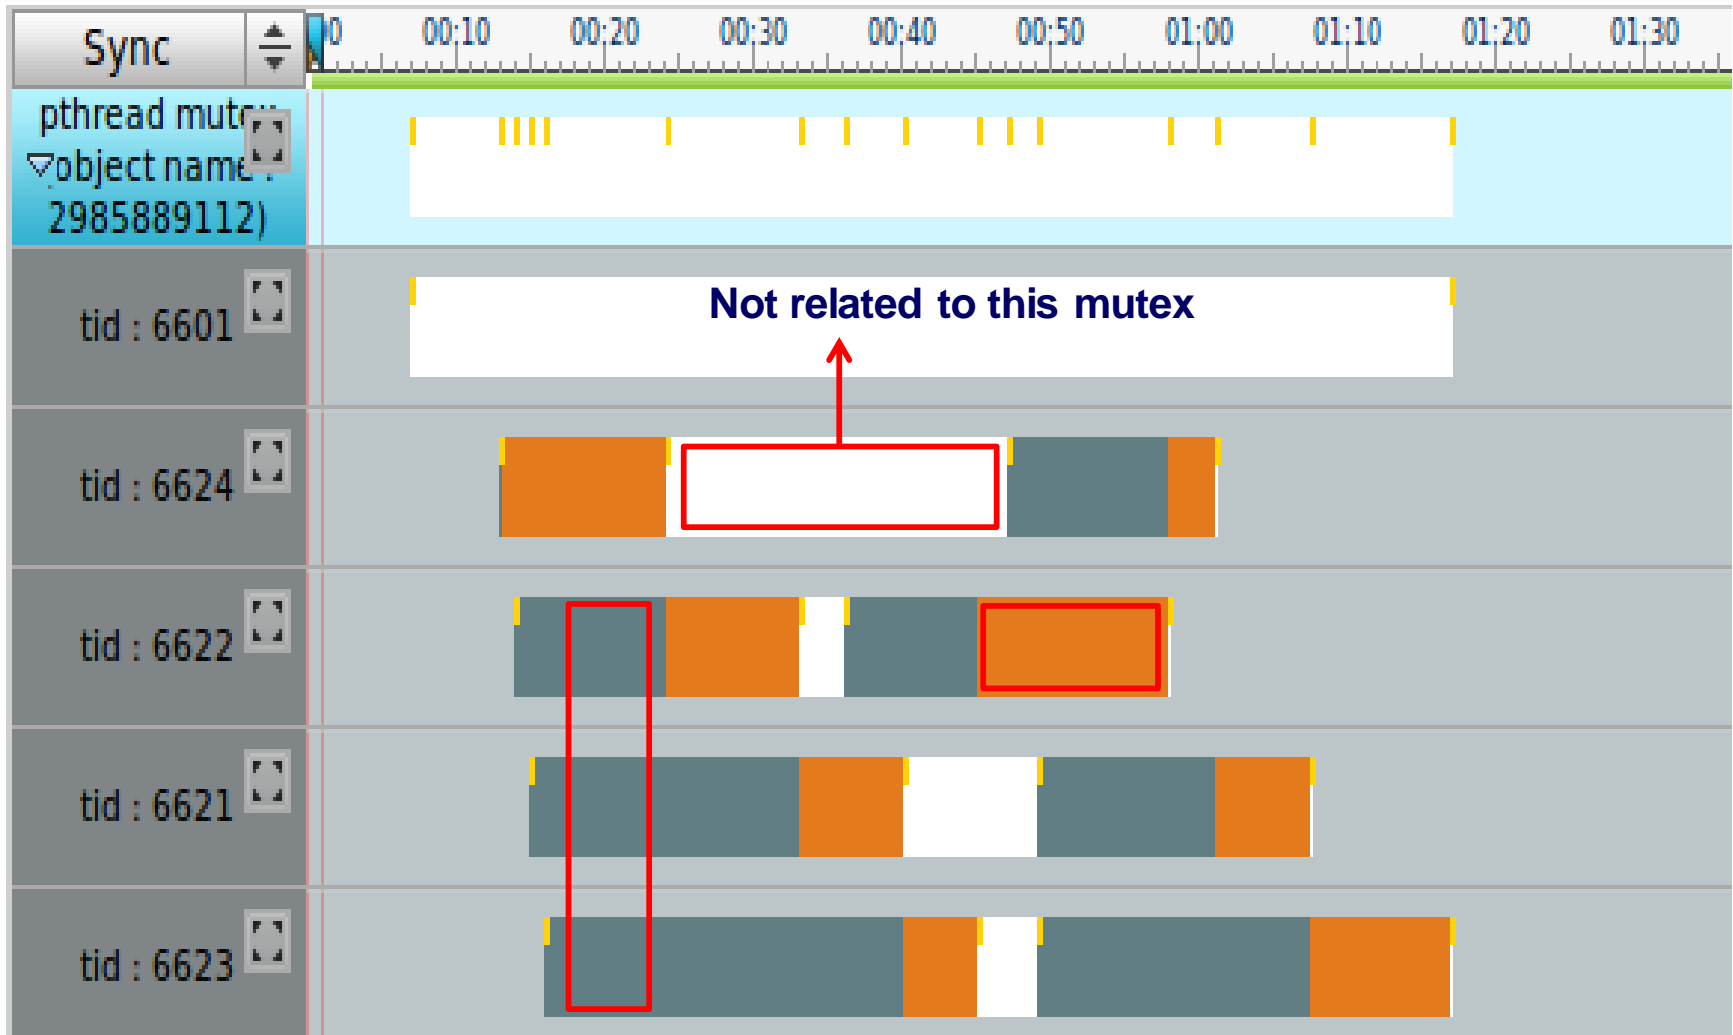 Sync
00 00:10 00:20 00:30 00:40 00:50 01:00 01:10 01:20 01:30
pthread
object name :
2985889112)
tid : 6601
Not related to this mutex
tid : 6624
tid : 6622
tid : 6621
tid : 6623